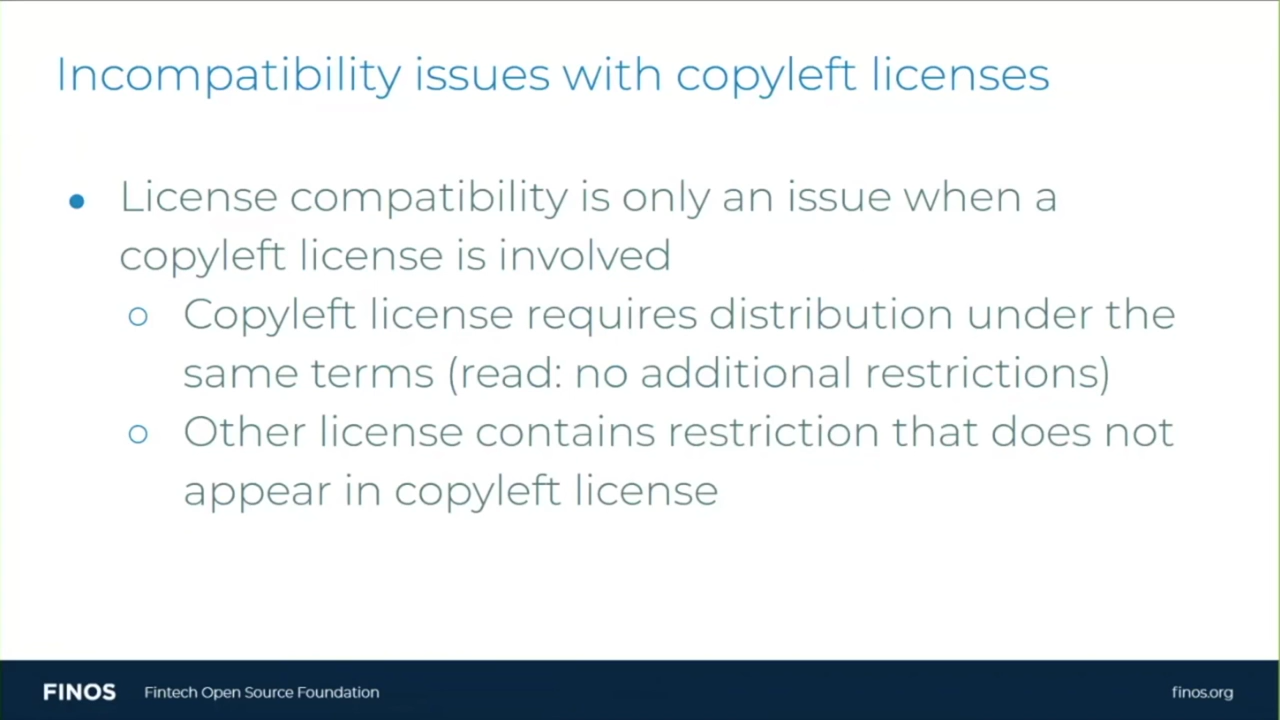 Incompatibility issues with copyleft licenses
● License compatibility is only an issue when a
copyleft license is involved
○ Copyleft license requires distribution under the
same terms (read: no additional restrictions)
○ Other license contains restriction that does not
appear in copyleft license
FINOS Fintech Open Source Foundation finos.org